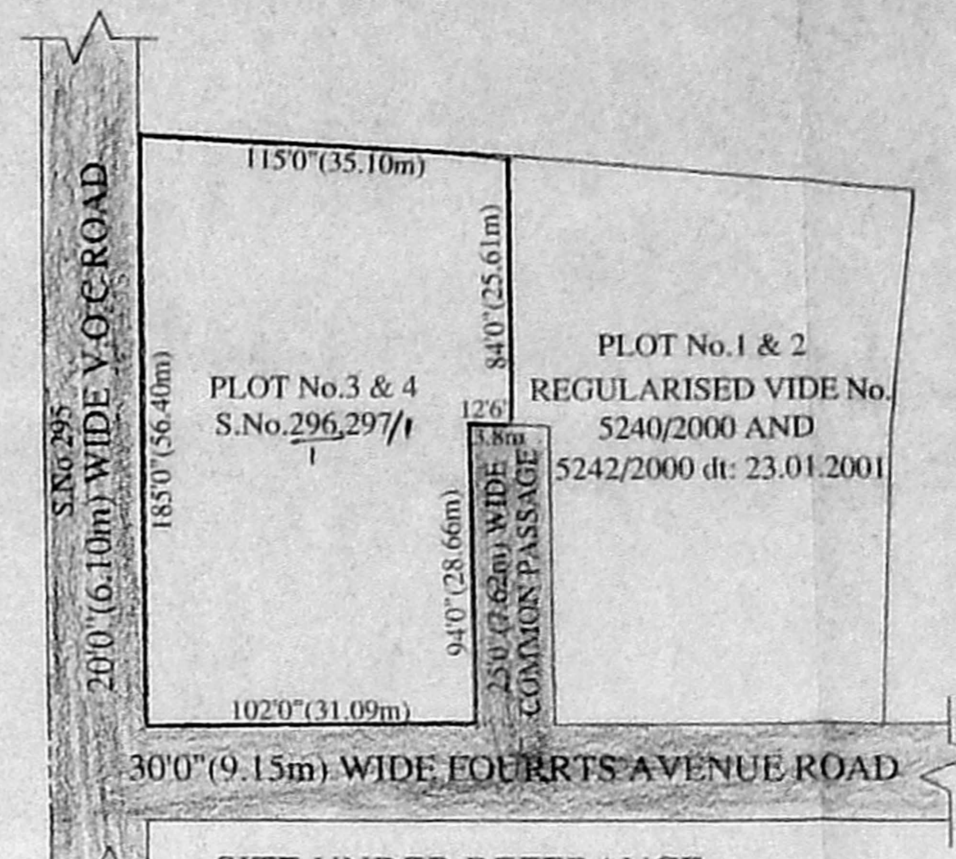 115'0"(35.10m)
S.No.295
20'0"(6.10m) WIDE V.O.C ROAD
185'0"(56.40m)
84'0"(25.61m)
PLOT No.3 & 4
S.No.296,297/1
1
12'6"
3.8m
PLOT No.1 & 2
REGULARISED VIDE No.
5240/2000 AND
5242/2000 dt: 23.01.2001
94'0"(28.66m)
25'0"(7.62m) WIDE
COMMON PASSAGE
102'0"(31.09m)
30'0"(9.15m) WIDE FOURRTS AVENUE ROAD